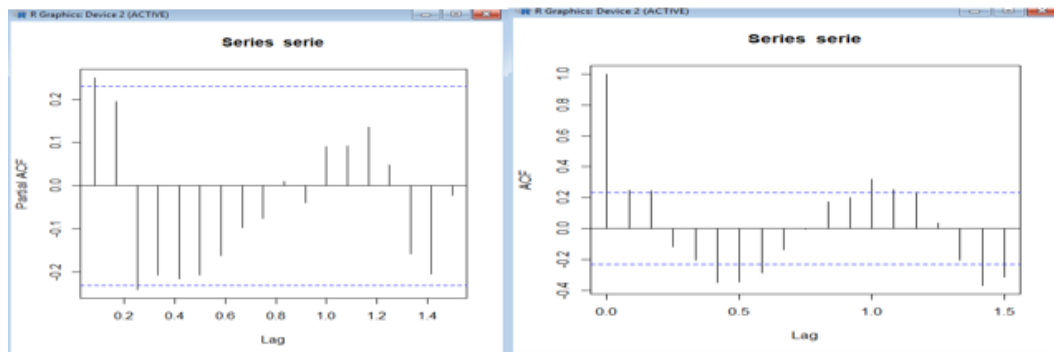 R Graphics: Device 2 (ACTIVE)
Series serie
Partial ACF
0.2
0.1
0.0
-0.1
-0.2
0.2 0.4 0.6 0.8 1.0 1.2 1.4
Lag
R Graphics: Device 2 (ACTIVE)
Series serie
ACF
1.0
0.8
0.6
0.4
0.2
0.0
-0.2
-0.4
0.0 0.5 1.0 1.5
Lag